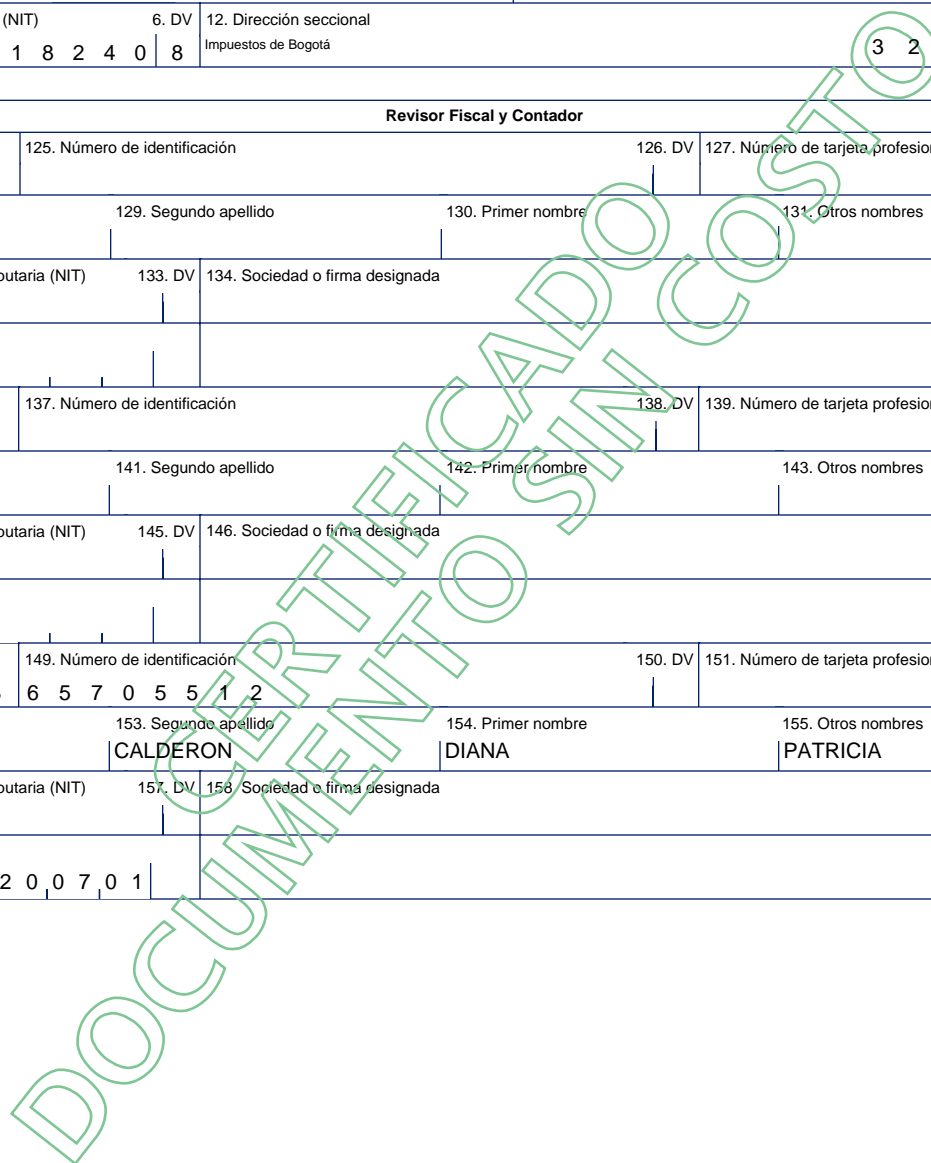 (NIT) 6. DV 12. Dirección seccional
1 8 2 4 0 8 Impuestos de Bogotá 3 2
Revisor Fiscal y Contador
125. Número de identificación 126. DV 127. Número de tarjeta profesion
129. Segundo apellido 130. Primer nombre 131. Otros nombres
butaria (NIT) 133. DV 134. Sociedad o firma designada
137. Número de identificación 138. DV 139. Número de tarjeta profesion
141. Segundo apellido 142. Primer nombre 143. Otros nombres
butaria (NIT) 145. DV 146. Sociedad o firma designada
149. Número de identificación 150. DV 151. Número de tarjeta profesion
6 5 7 0 5 5 1 2
153. Segundo apellido 154. Primer nombre 155. Otros nombres
CALDERON DIANA PATRICIA
butaria (NIT) 157. DV 158. Sociedad o firma designada
2 0 0 7 0 1
CERTIFICADO
DOCUMENTO SIN COSTO